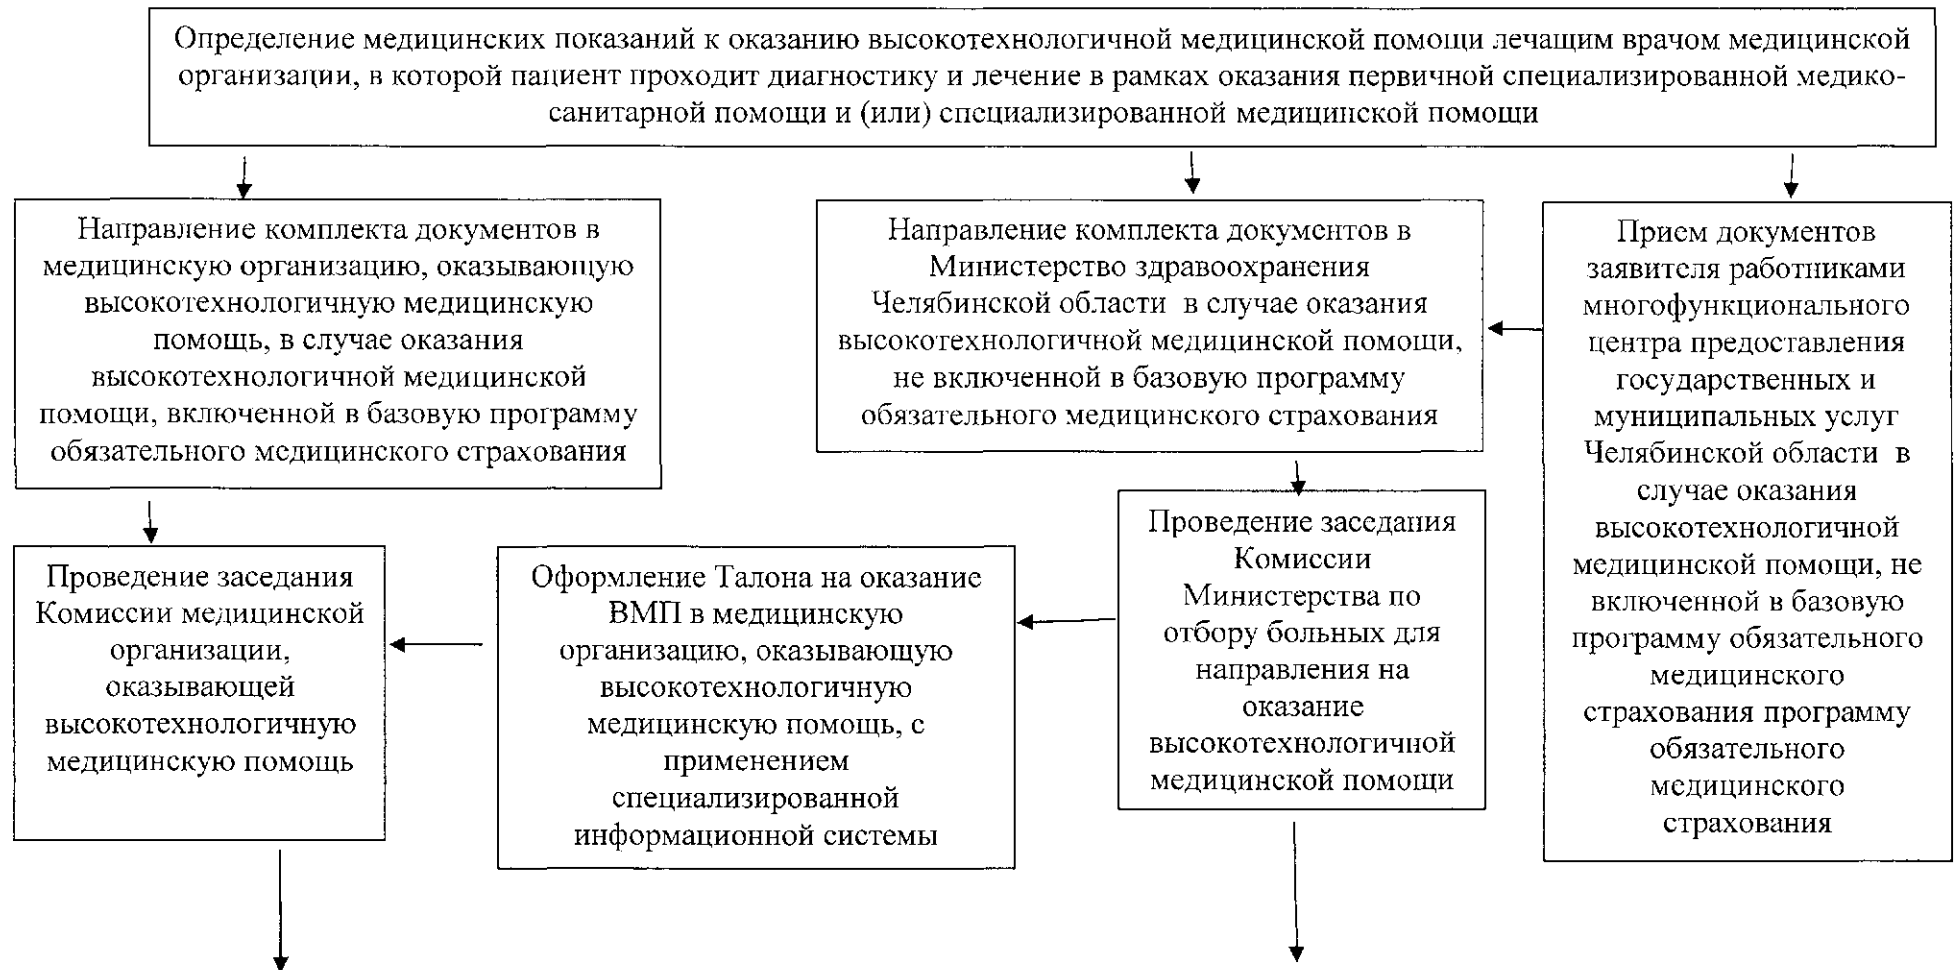 Определение медицинских показаний к оказанию высокотехнологичной медицинской помощи лечащим врачом медицинской
организации, в которой пациент проходит диагностику и лечение в рамках оказания первичной специализированной медико-
санитарной помощи и (или) специализированной медицинской помощи
Направление комплекта документов в
медицинскую организацию, оказывающую
высокотехнологичную медицинскую
помощь, в случае оказания
высокотехнологичной медицинской
помощи, включенной в базовую программу
обязательного медицинского страхования
Направление комплекта документов в
Министерство здравоохранения
Челябинской области в случае оказания
высокотехнологичной медицинской помощи,
не включенной в базовую программу
обязательного медицинского страхования
Прием документов
заявителя работниками
многофункционального
центра предоставления
государственных и
муниципальных услуг
Челябинской области в
случае оказания
высокотехнологичной
медицинской помощи, не
включенной в базовую
программу обязательного
медицинского
страхования программу
обязательного
медицинского
страхования
Проведение заседания
Комиссии медицинской
организации,
оказывающей
высокотехнологичную
медицинскую помощь
Оформление Талона на оказание
ВМП в медицинскую
организацию, оказывающую
высокотехнологичную
медицинскую помощь, с
применением
специализированной
информационной системы
Проведение заседания
Комиссии
Министерства по
отбору больных для
направления на
оказание
высокотехнологичной
медицинской помощи